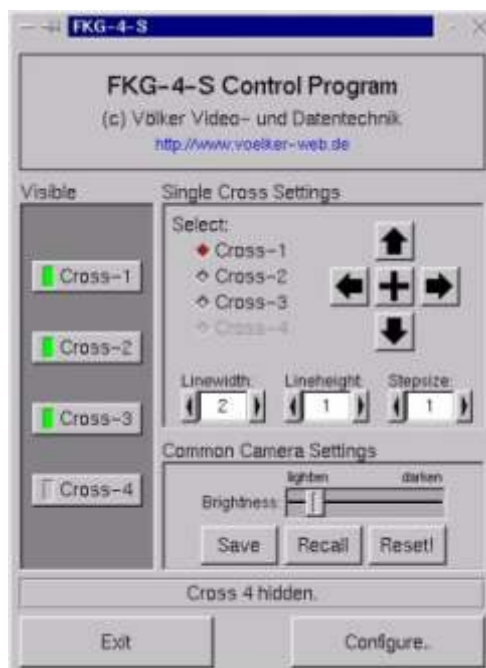 FKG-4-S
FKG-4-S Control Program
(c) Völker Video- und Datentechnik
http://www.voelker-web.de
Visible
Cross-1
Cross-2
Cross-3
Cross-4
Single Cross Settings
Select:
Cross-1
Cross-2
Cross-3
Cross-4
Linewidth: Lineheight: Stepsize:
2 1 1
Common Camera Settings
lighten darken
Brightness:
Save Recall Reset!
Cross 4 hidden.
Exit Configure..